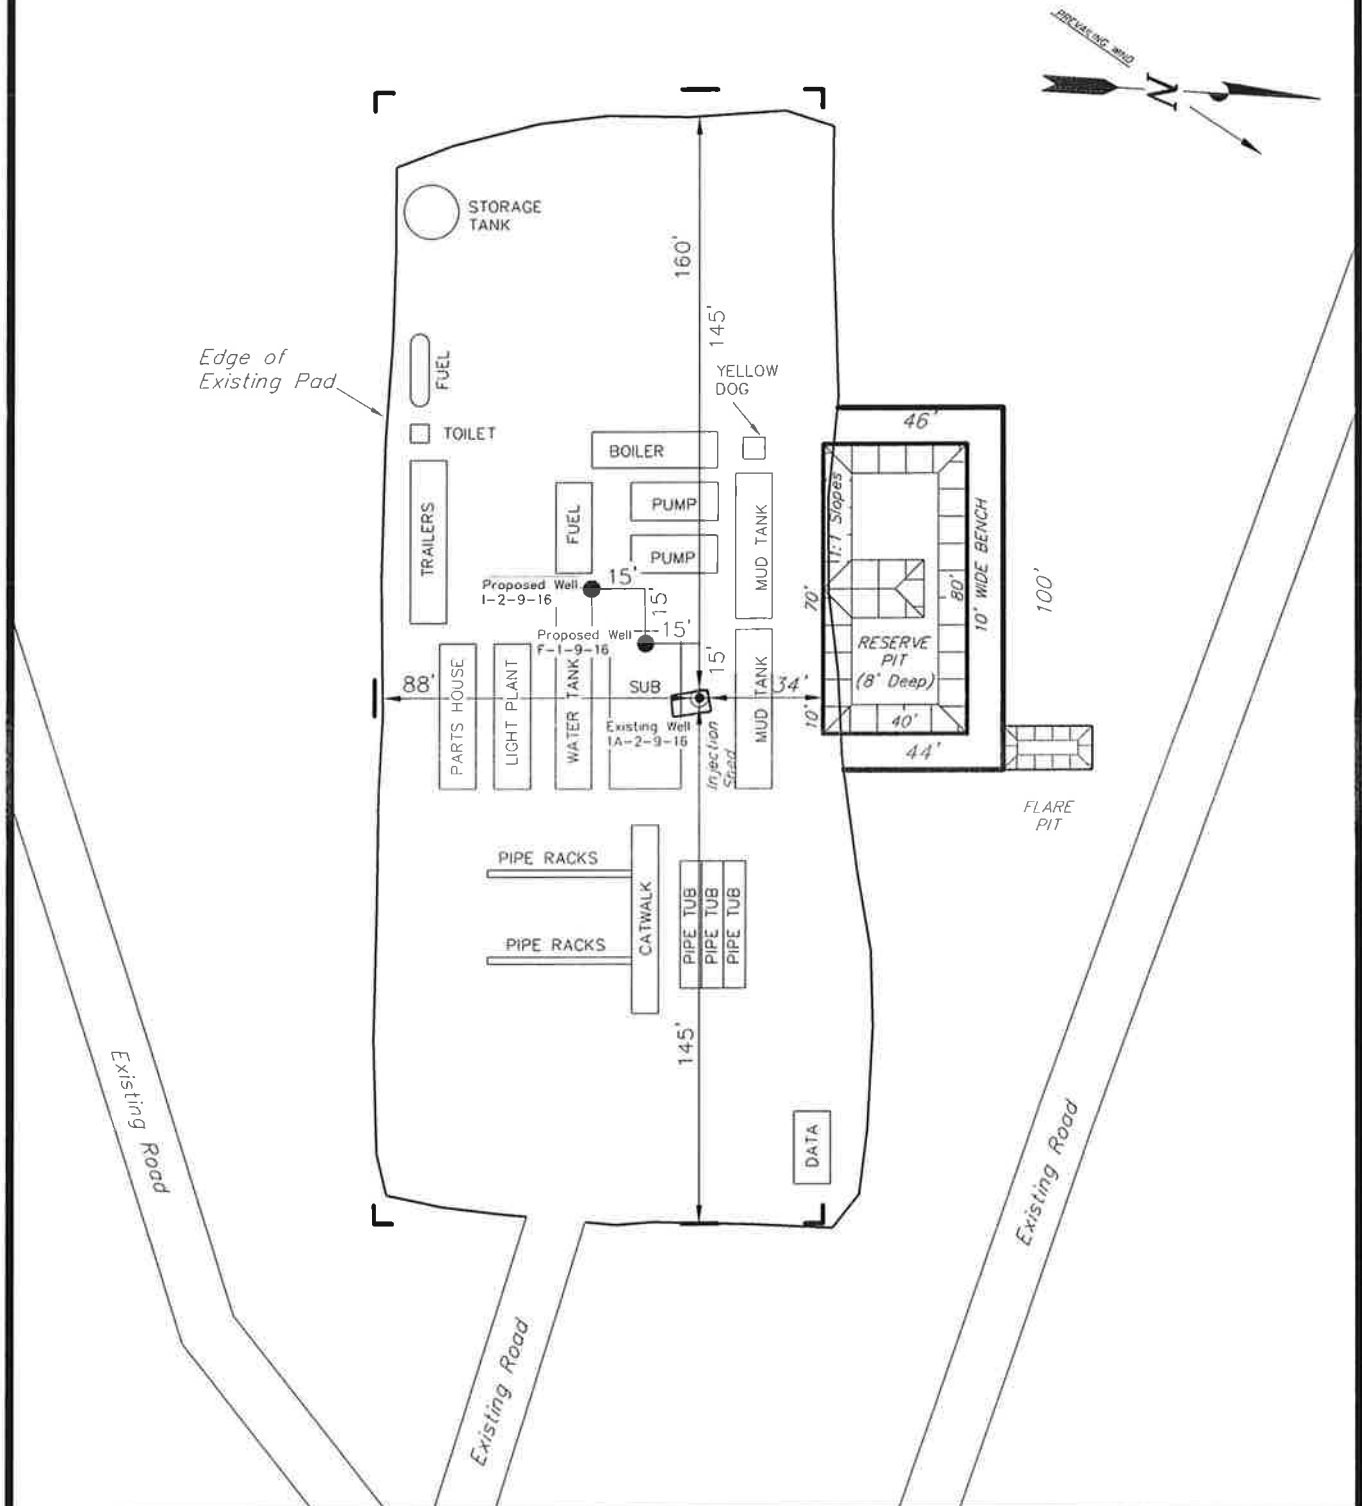 PREVAILING WIND
N
STORAGE
TANK
160'
145'
Edge of
Existing Pad
FUEL
YELLOW
DOG
TOILET
BOILER
46'
TRAILERS
FUEL
PUMP
PUMP
MUD TANK
1:1 Slopes
10' WIDE BENCH
100'
Proposed Well
I-2-9-16
15'
15'
70'
80'
Proposed Well
F-1-9-16
15'
15'
RESERVE
PIT
(8' Deep)
88'
PARTS HOUSE
LIGHT PLANT
WATER TANK
SUB
34'
MUD TANK
10'
40'
Existing Well
1A-2-9-16
Injection
Shed
44'
FLARE
PIT
PIPE RACKS
CATWALK
PIPE TUB
PIPE TUB
PIPE TUB
PIPE RACKS
145'
DATA
Existing Road
Existing Road
Existing Road